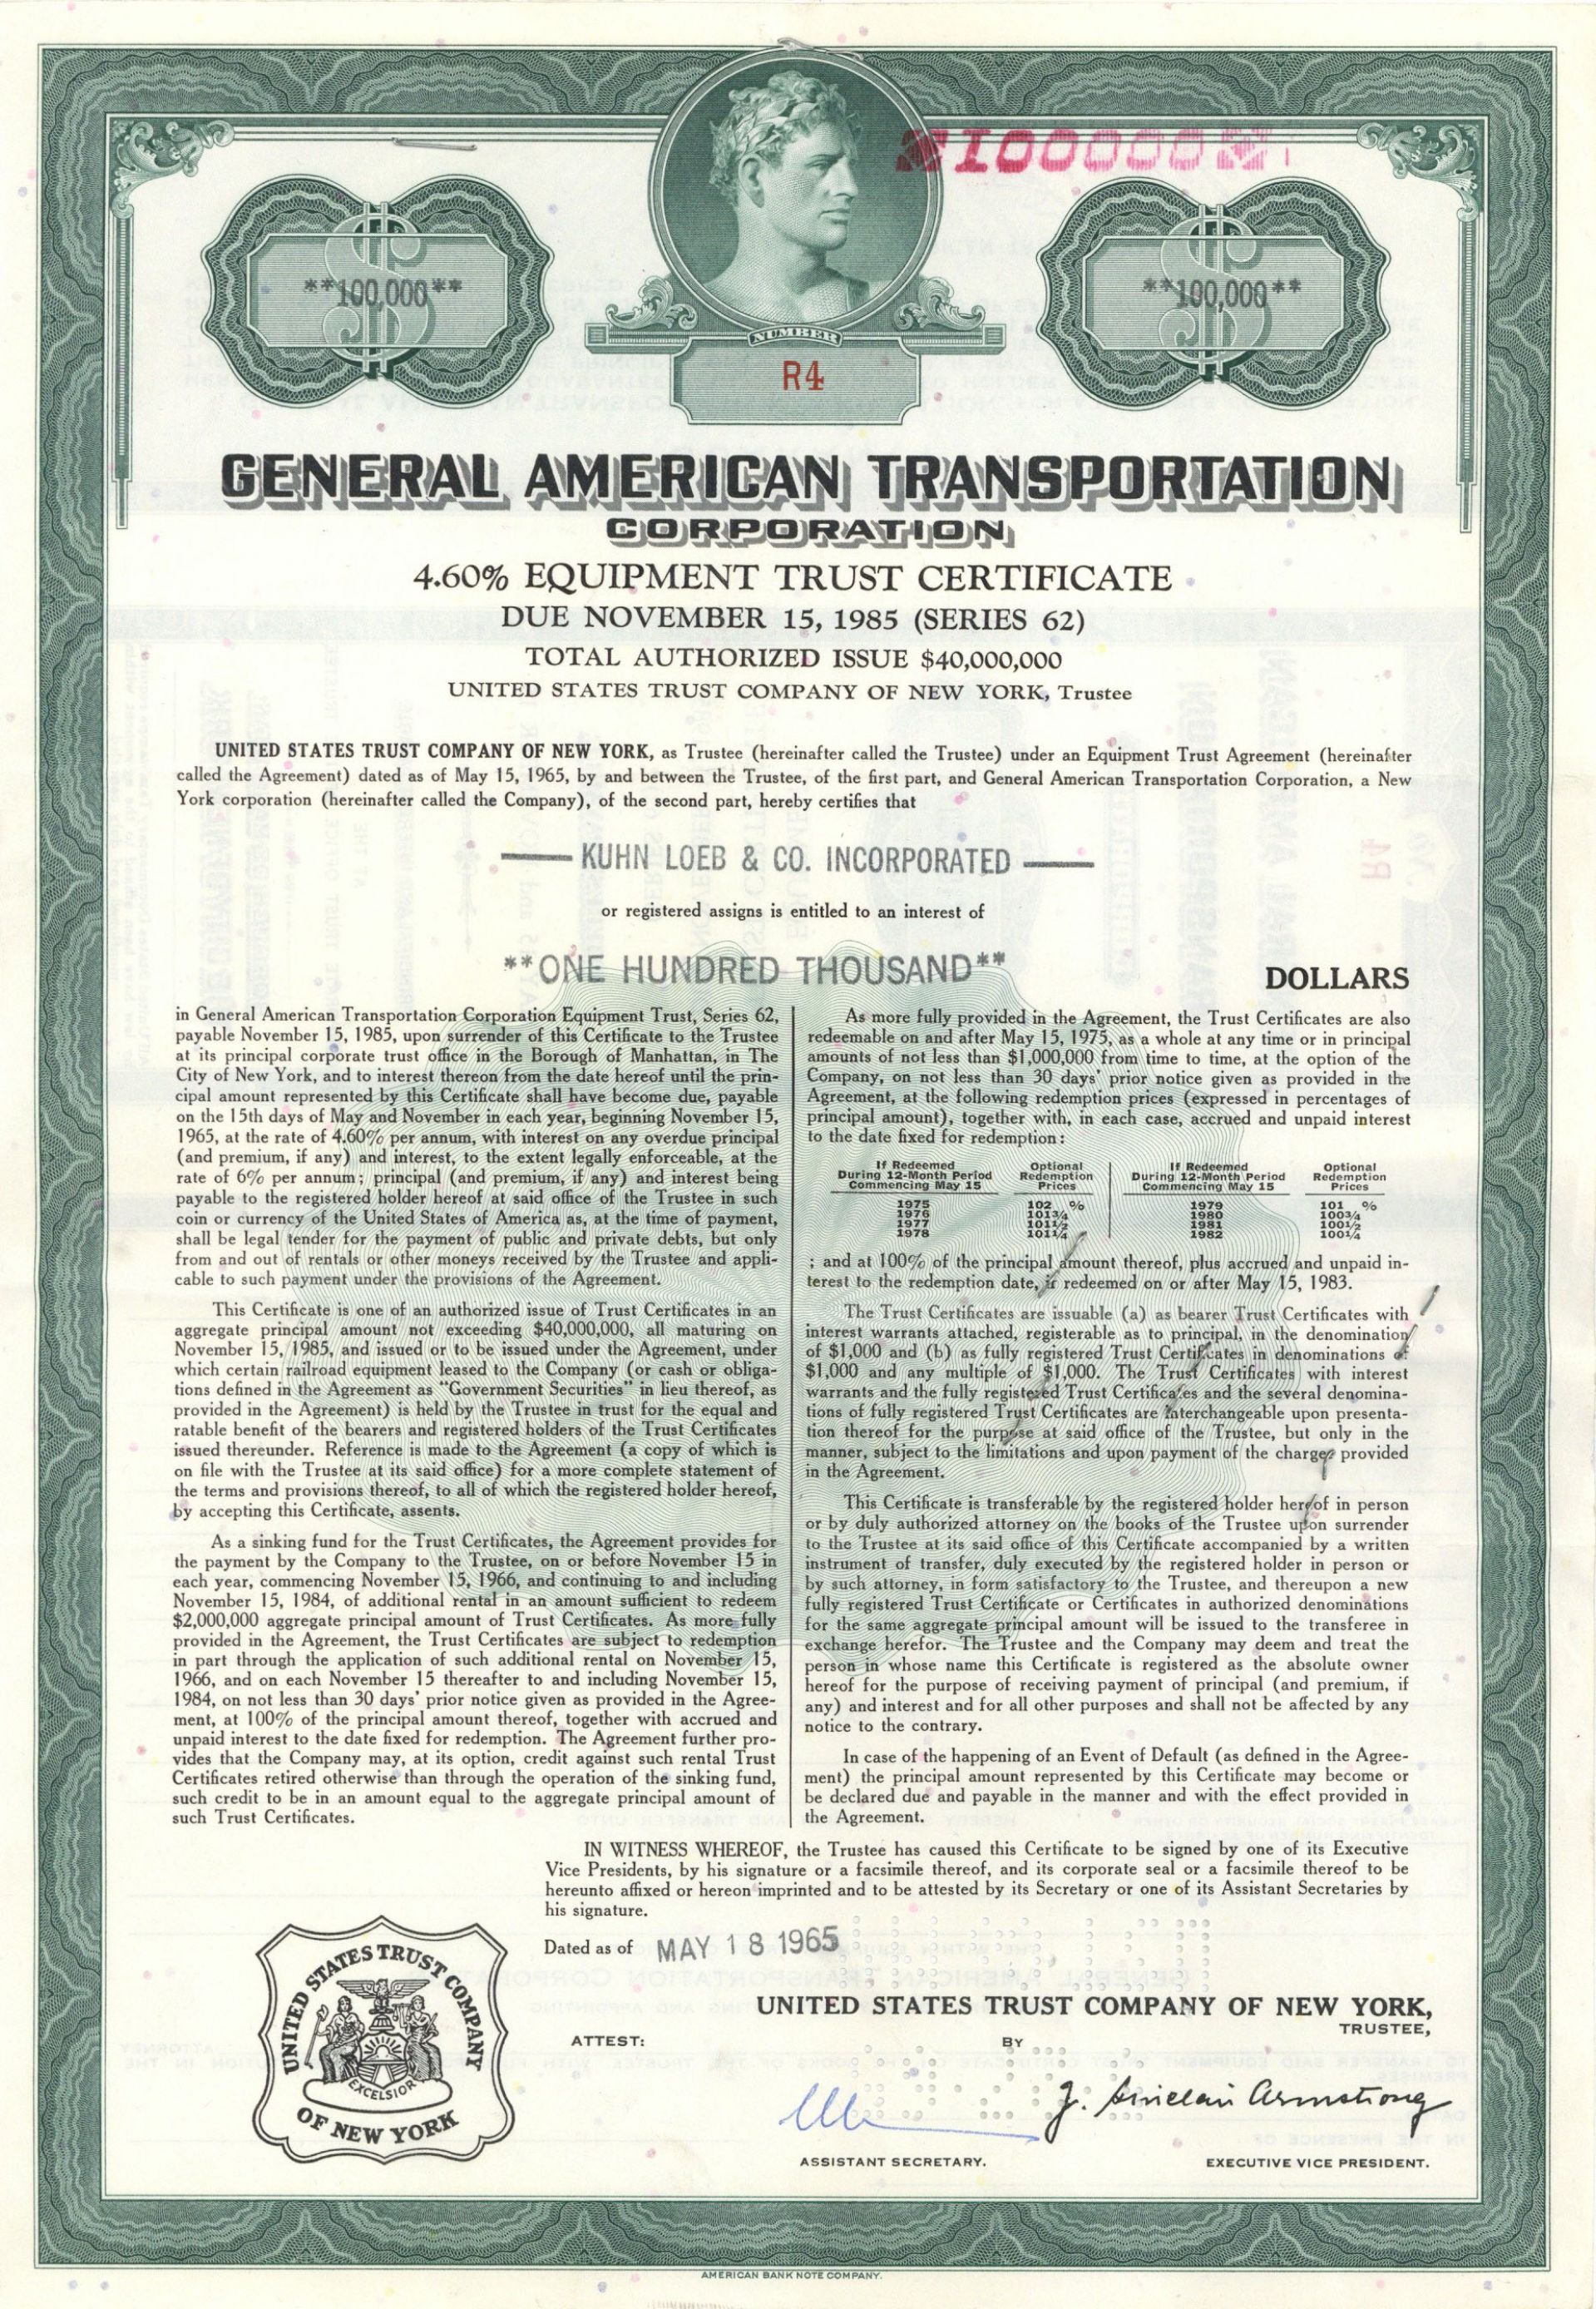 $100000$
**100,000**
**100,000**
NUMBER
R4
GENERAL AMERICAN TRANSPORTATION
CORPORATION
4.60% EQUIPMENT TRUST CERTIFICATE
DUE NOVEMBER 15, 1985 (SERIES 62)
TOTAL AUTHORIZED ISSUE $40,000,000
UNITED STATES TRUST COMPANY OF NEW YORK, Trustee
UNITED STATES TRUST COMPANY OF NEW YORK, as Trustee (hereinafter called the Trustee) under an Equipment Trust Agreement (hereinafter
called the Agreement) dated as of May 15, 1965, by and between the Trustee, of the first part, and General American Transportation Corporation, a New
York corporation (hereinafter called the Company), of the second part, hereby certifies that
KUHN LOEB & CO. INCORPORATED
or registered assigns is entitled to an interest of
**ONE HUNDRED THOUSAND** DOLLARS
in General American Transportation Corporation Equipment Trust, Series 62,
payable November 15, 1985, upon surrender of this Certificate to the Trustee
at its principal corporate trust office in the Borough of Manhattan, in The
City of New York, and to interest thereon from the date hereof until the prin-
cipal amount represented by this Certificate shall have become due, payable
on the 15th days of May and November in each year, beginning November 15,
1965, at the rate of 4.60% per annum, with interest on any overdue principal
(and premium, if any) and interest, to the extent legally enforceable, at the
rate of 6% per annum; principal (and premium, if any) and interest being
payable to the registered holder hereof at said office of the Trustee in such
coin or currency of the United States of America as, at the time of payment,
shall be legal tender for the payment of public and private debts, but only
from and out of rentals or other moneys received by the Trustee and appli-
cable to such payment under the provisions of the Agreement.
This Certificate is one of an authorized issue of Trust Certificates in an
aggregate principal amount not exceeding $40,000,000, all maturing on
November 15, 1985, and issued or to be issued under the Agreement, under
which certain railroad equipment leased to the Company (or cash or obliga-
tions defined in the Agreement as "Government Securities" in lieu thereof, as
provided in the Agreement) is held by the Trustee in trust for the equal and
ratable benefit of the bearers and registered holders of the Trust Certificates
issued thereunder. Reference is made to the Agreement (a copy of which is
on file with the Trustee at its said office) for a more complete statement of
the terms and provisions thereof, to all of which the registered holder hereof,
by accepting this Certificate, assents.
As a sinking fund for the Trust Certificates, the Agreement provides for
the payment by the Company to the Trustee, on or before November 15 in
each year, commencing November 15, 1966, and continuing to and including
November 15, 1984, of additional rental in an amount sufficient to redeem
$2,000,000 aggregate principal amount of Trust Certificates. As more fully
provided in the Agreement, the Trust Certificates are subject to redemption
in part through the application of such additional rental on November 15,
1966, and on each November 15 thereafter to and including November 15,
1984, on not less than 30 days' prior notice given as provided in the Agree-
ment, at 100% of the principal amount thereof, together with accrued and
unpaid interest to the date fixed for redemption. The Agreement further pro-
vides that the Company may, at its option, credit against such rental Trust
Certificates retired otherwise than through the operation of the sinking fund,
such credit to be in an amount equal to the aggregate principal amount of
such Trust Certificates.
As more fully provided in the Agreement, the Trust Certificates are also
redeemable on and after May 15, 1975, as a whole at any time or in principal
amounts of not less than $1,000,000 from time to time, at the option of the
Company, on not less than 30 days' prior notice given as provided in the
Agreement, at the following redemption prices (expressed in percentages of
principal amount), together with, in each case, accrued and unpaid interest
to the date fixed for redemption:
If Redeemed Optional If Redeemed Optional
During 12-Month Period Redemption During 12-Month Period Redemption
Commencing May 15 Prices Commencing May 15 Prices
1975 102 % 1979 101 %
1976 101¾ 1980 100¾
1977 101½ 1981 100½
1978 101¼ 1982 100¼
; and at 100% of the principal amount thereof, plus accrued and unpaid in-
terest to the redemption date, if redeemed on or after May 15, 1983.
The Trust Certificates are issuable (a) as bearer Trust Certificates with
interest warrants attached, registerable as to principal, in the denomination
of $1,000 and (b) as fully registered Trust Certificates in denominations of
$1,000 and any multiple of $1,000. The Trust Certificates with interest
warrants and the fully registered Trust Certificates and the several denomina-
tions of fully registered Trust Certificates are interchangeable upon presenta-
tion thereof for the purpose at said office of the Trustee, but only in the
manner, subject to the limitations and upon payment of the charges provided
in the Agreement.
This Certificate is transferable by the registered holder hereof in person
or by duly authorized attorney on the books of the Trustee upon surrender
to the Trustee at its said office of this Certificate accompanied by a written
instrument of transfer, duly executed by the registered holder in person or
by such attorney, in form satisfactory to the Trustee, and thereupon a new
fully registered Trust Certificate or Certificates in authorized denominations
for the same aggregate principal amount will be issued to the transferee in
exchange herefor. The Trustee and the Company may deem and treat the
person in whose name this Certificate is registered as the absolute owner
hereof for the purpose of receiving payment of principal (and premium, if
any) and interest and for all other purposes and shall not be affected by any
notice to the contrary.
In case of the happening of an Event of Default (as defined in the Agree-
ment) the principal amount represented by this Certificate may become or
be declared due and payable in the manner and with the effect provided in
the Agreement.
IN WITNESS WHEREOF, the Trustee has caused this Certificate to be signed by one of its Executive
Vice Presidents, by his signature or a facsimile thereof, and its corporate seal or a facsimile thereof to be
hereunto affixed or hereon imprinted and to be attested by its Secretary or one of its Assistant Secretaries by
his signature.
Dated as of MAY 18 1965
UNITED STATES TRUST COMPANY OF NEW YORK,
TRUSTEE,
ATTEST: BY
J. Sinclair Armstrong
ASSISTANT SECRETARY. EXECUTIVE VICE PRESIDENT.
UNITED STATES TRUST COMPANY
EXCELSIOR
OF NEW YORK
AMERICAN BANK NOTE COMPANY.